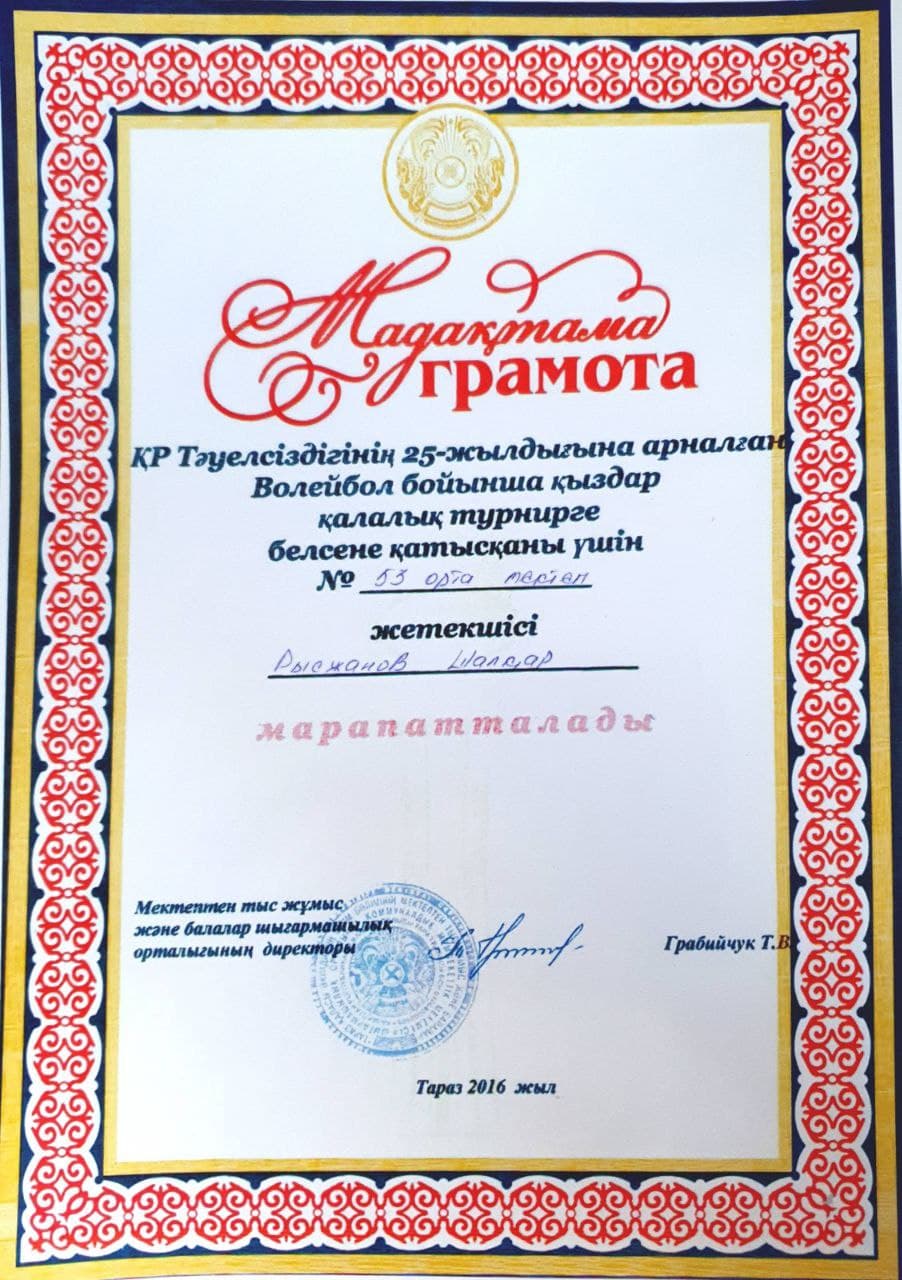 Мадақтама
грамота
ҚР Тәуелсіздігінің 25-жылдығына арналған
Волейбол бойынша қыздар
қалалық турнирге
белсене қатысқаны үшін
№ 53 орта мектеп
жетекшісі
Рысжанов Шалқар
марапатталады
Мектептен тыс жұмыс
және балалар шығармашылық
орталығының директоры
Грабийчук Т.В.
Тараз 2016 жыл